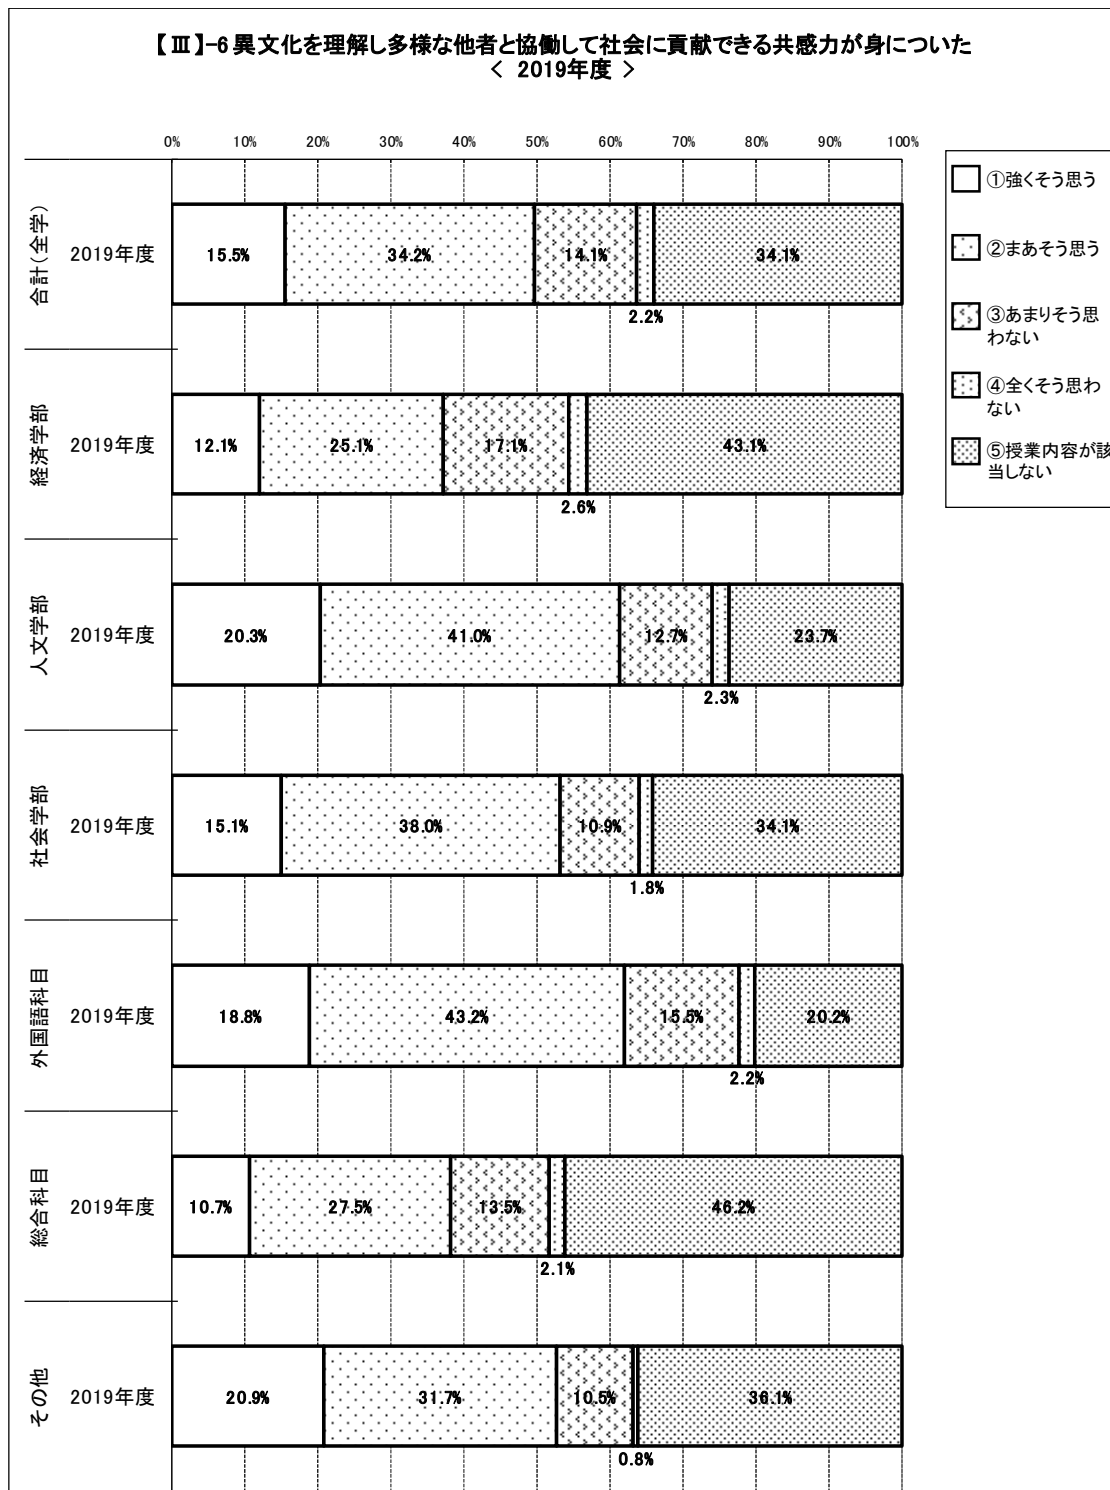 【Ⅲ】-6 異文化を理解し多様な他者と協働して社会に貢献できる共感力が身についた
< 2019年度 >
0% 10% 20% 30% 40% 50% 60% 70% 80% 90% 100%
①強くそう思う
②まあそう思う
③あまりそう思
わない
④全くそう思わ
ない
⑤授業内容が該
当しない
合計(全学)
2019年度
15.5% 34.2% 14.1% 34.1%
2.2%
経済学部
2019年度
12.1% 25.1% 17.1% 43.1%
2.6%
人文学部
2019年度
20.3% 41.0% 12.7% 23.7%
2.3%
社会学部
2019年度
15.1% 38.0% 10.9% 34.1%
1.8%
外国語科目
2019年度
18.8% 43.2% 15.5% 20.2%
2.2%
総合科目
2019年度
10.7% 27.5% 13.5% 46.2%
2.1%
その他
2019年度
20.9% 31.7% 10.5% 36.1%
0.8%